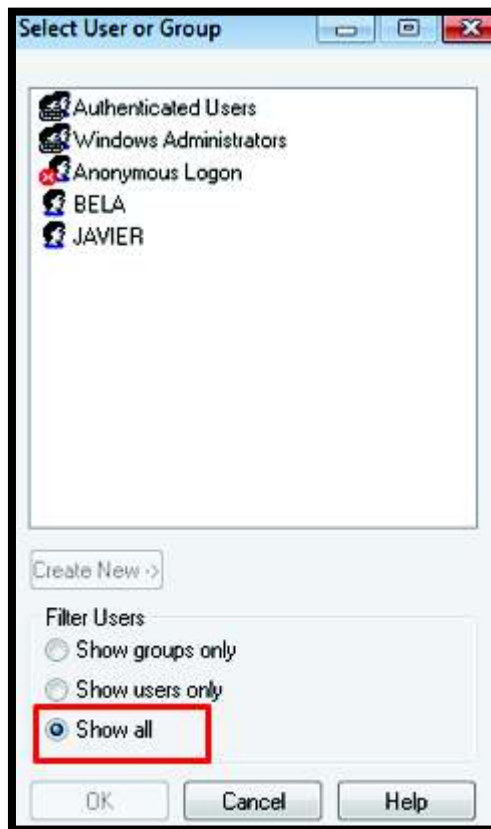 Select User or Group
Authenticated Users
Windows Administrators
Anonymous Logon
BELA
JAVIER
Create New ->
Filter Users
Show groups only
Show users only
Show all
OK Cancel Help